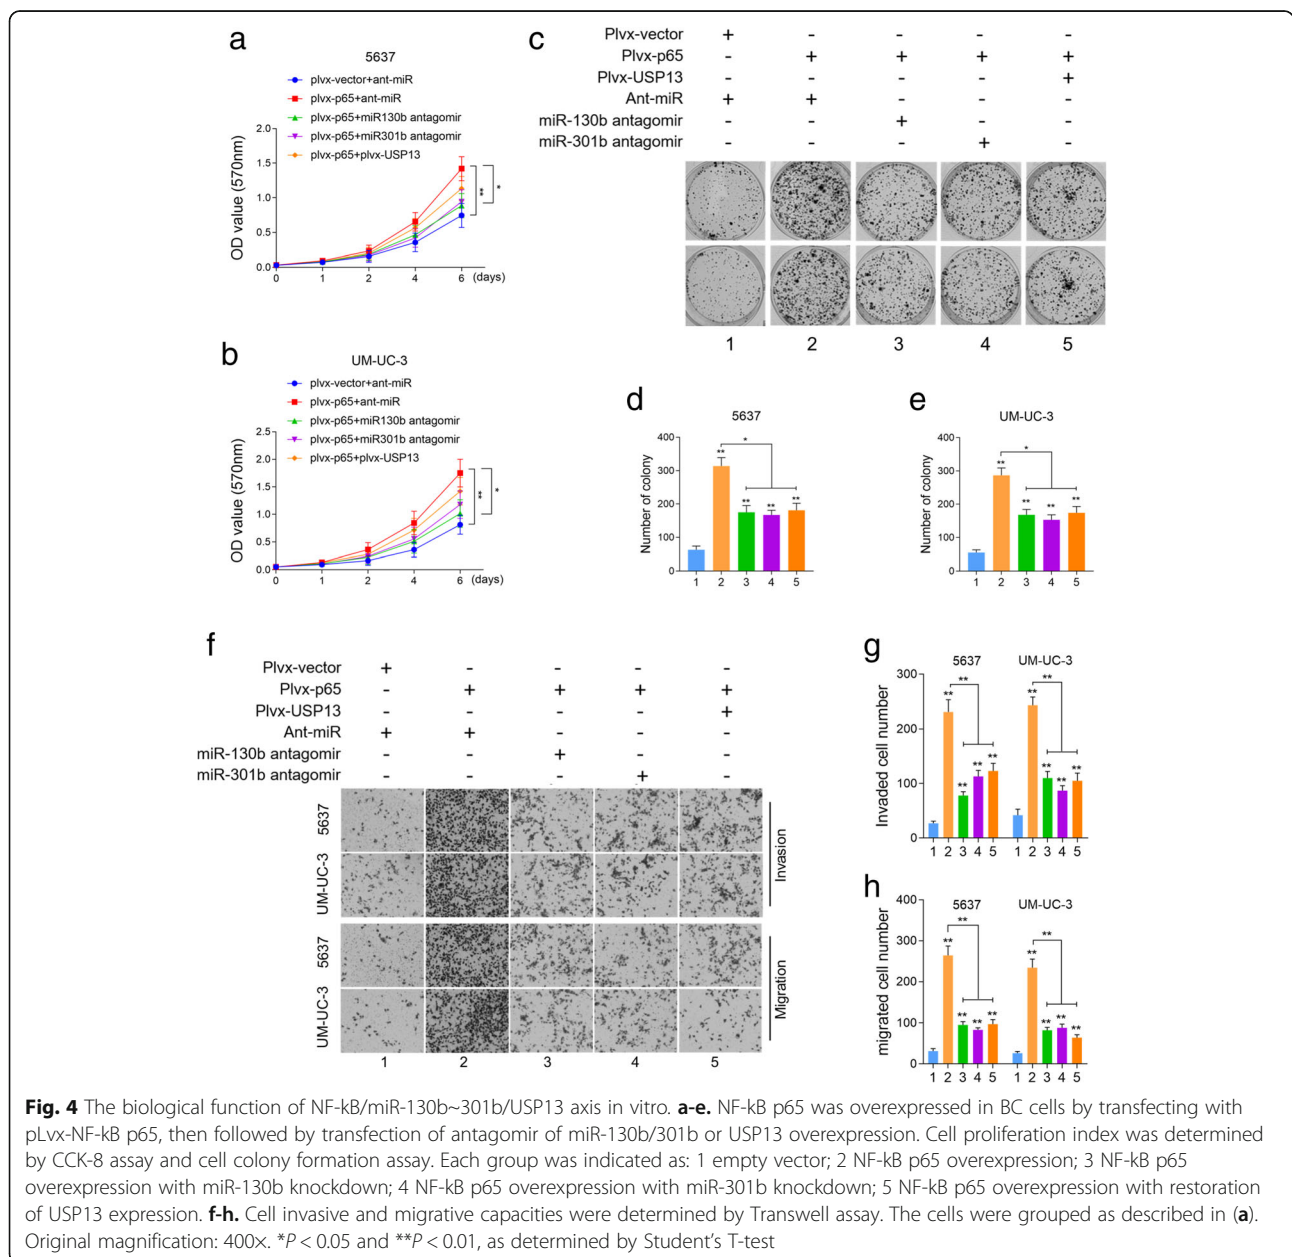 a
5637
plvx-vector+ant-miR
plvx-p65+ant-miR
plvx-p65+miR130b antagomir
plvx-p65+miR301b antagomir
plvx-p65+plvx-USP13
OD value (570nm)
2.0
1.5
1.0
0.5
0.0
0 1 2 4 6 (days)
** *
b
UM-UC-3
plvx-vector+ant-miR
plvx-p65+ant-miR
plvx-p65+miR130b antagomir
plvx-p65+miR301b antagomir
plvx-p65+plvx-USP13
OD value (570nm)
2.5
2.0
1.5
1.0
0.5
0.0
0 1 2 4 6 (days)
** *
c
Plvx-vector + - - - -
Plvx-p65 - + + + +
Plvx-USP13 - - - - +
Ant-miR + + - - -
miR-130b antagomir - - + - -
miR-301b antagomir - - - + -
1 2 3 4 5
d
5637
Number of colony
400
300
200
100
0
*
** ** ** **
1 2 3 4 5
e
UM-UC-3
Number of colony
400
300
200
100
0
*
** ** ** **
1 2 3 4 5
f
Plvx-vector + - - - -
Plvx-p65 - + + + +
Plvx-USP13 - - - - +
Ant-miR + + - - -
miR-130b antagomir - - + - -
miR-301b antagomir - - - + -
5637
UM-UC-3
Invasion
5637
UM-UC-3
Migration
1 2 3 4 5
g
5637 UM-UC-3
Invaded cell number
300
200
100
0
** **
** ** ** ** ** ** ** **
1 2 3 4 5 1 2 3 4 5
h
5637 UM-UC-3
migrated cell number
400
300
200
100
0
** **
** ** ** ** ** ** ** **
1 2 3 4 5 1 2 3 4 5
Fig. 4 The biological function of NF-kB/miR-130b~301b/USP13 axis in vitro. a-e. NF-kB p65 was overexpressed in BC cells by transfecting with
pLvx-NF-kB p65, then followed by transfection of antagomir of miR-130b/301b or USP13 overexpression. Cell proliferation index was determined
by CCK-8 assay and cell colony formation assay. Each group was indicated as: 1 empty vector; 2 NF-kB p65 overexpression; 3 NF-kB p65
overexpression with miR-130b knockdown; 4 NF-kB p65 overexpression with miR-301b knockdown; 5 NF-kB p65 overexpression with restoration
of USP13 expression. f-h. Cell invasive and migrative capacities were determined by Transwell assay. The cells were grouped as described in (a).
Original magnification: 400×. *P < 0.05 and **P < 0.01, as determined by Student's T-test